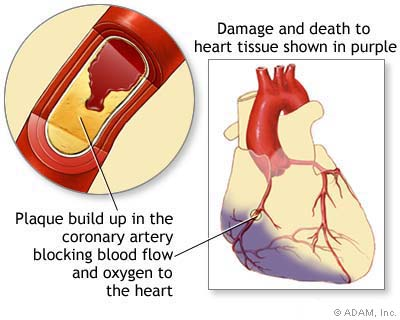 Damage and death to
heart tissue shown in purple
Plaque build up in the
coronary artery
blocking blood flow
and oxygen to
the heart
© ADAM, Inc.